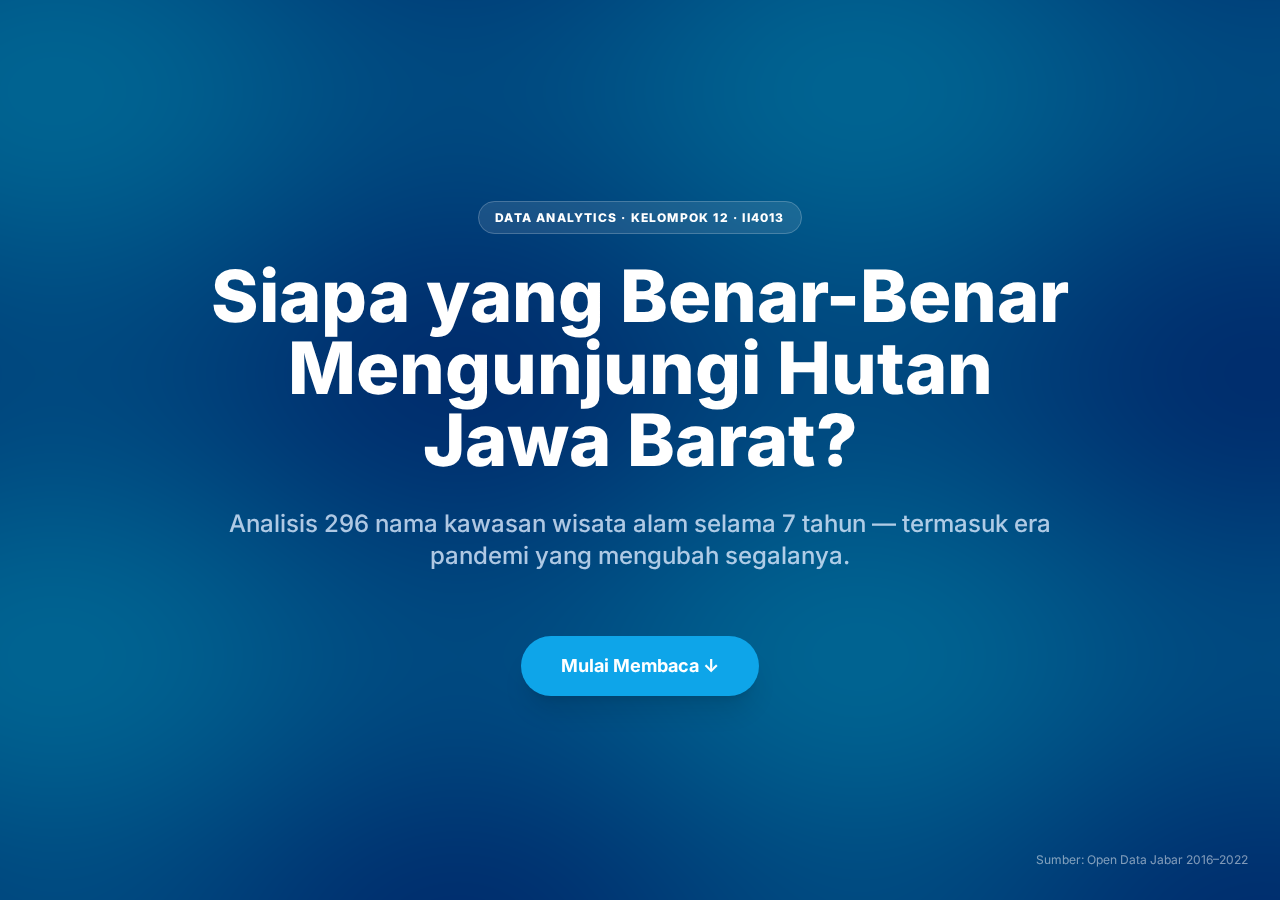 DATA ANALYTICS · KELOMPOK 12 · II4013
Siapa yang Benar-Benar
Mengunjungi Hutan
Jawa Barat?
Analisis 296 nama kawasan wisata alam selama 7 tahun — termasuk era
pandemi yang mengubah segalanya.
Mulai Membaca ↓
Sumber: Open Data Jabar 2016–2022